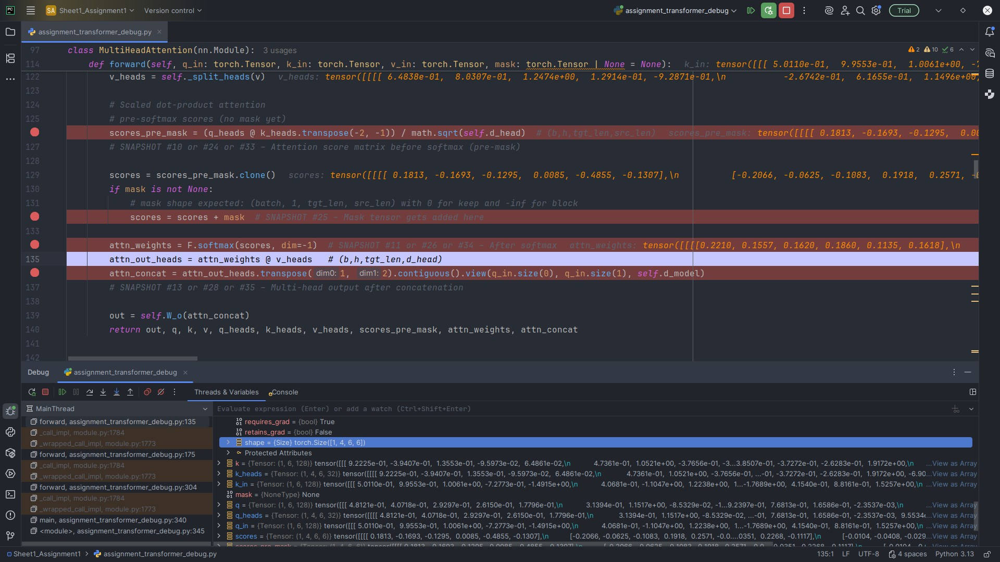 PC SA Sheet1_Assignment1 Version control assignment_transformer_debug Trial
assignment_transformer_debug.py
97 class MultiHeadAttention(nn.Module): 3 usages 2 10 6
114 def forward(self, q_in: torch.Tensor, k_in: torch.Tensor, v_in: torch.Tensor, mask: torch.Tensor | None = None): k_in: tensor([[[ 5.0110e-01, 9.9553e-01, 1.0061e+00, -7
122 v_heads = self._split_heads(v) v_heads: tensor([[[[ 6.4838e-01, 8.0307e-01, 1.2474e+00, 1.2914e-01, -9.2871e-01,\n -2.6742e-01, 6.1655e-01, 1.1496e+00,
123
124 # Scaled dot-product attention
125 # pre-softmax scores (no mask yet)
scores_pre_mask = (q_heads @ k_heads.transpose(-2, -1)) / math.sqrt(self.d_head) # (b,h,tgt_len,src_len) scores_pre_mask: tensor([[[[ 0.1813, -0.1693, -0.1295, 0.00
127 # SNAPSHOT #10 or #24 or #33 – Attention score matrix before softmax (pre-mask)
128
129 scores = scores_pre_mask.clone() scores: tensor([[[[ 0.1813, -0.1693, -0.1295, 0.0085, -0.4855, -0.1307],\n [-0.2066, -0.0625, -0.1083, 0.1918, 0.2571,
130 if mask is not None:
131 # mask shape expected: (batch, 1, tgt_len, src_len) with 0 for keep and -inf for block
scores = scores + mask # SNAPSHOT #25 – Mask tensor gets added here
133
attn_weights = F.softmax(scores, dim=-1) # SNAPSHOT #11 or #26 or #34 – After softmax attn_weights: tensor([[[[0.2210, 0.1557, 0.1620, 0.1860, 0.1135, 0.1618],\n
135 attn_out_heads = attn_weights @ v_heads # (b,h,tgt_len,d_head)
attn_concat = attn_out_heads.transpose( dim0: 1, dim1: 2).contiguous().view(q_in.size(0), q_in.size(1), self.d_model)
137 # SNAPSHOT #13 or #28 or #35 – Multi-head output after concatenation
138
139 out = self.W_o(attn_concat)
140 return out, q, k, v, q_heads, k_heads, v_heads, scores_pre_mask, attn_weights, attn_concat
141
142
Debug assignment_transformer_debug
Threads & Variables Console
MainThread
Evaluate expression (Enter) or add a watch (Ctrl+Shift+Enter)
forward, assignment_transformer_debug.py:135
_call_impl, module.py:1784
_wrapped_call_impl, module.py:1773
forward, assignment_transformer_debug.py:175
_call_impl, module.py:1784
_wrapped_call_impl, module.py:1773
forward, assignment_transformer_debug.py:304
_call_impl, module.py:1784
_wrapped_call_impl, module.py:1773
main, assignment_transformer_debug.py:340
<module>, assignment_transformer_debug.py:345
requires_grad = {bool} True
retains_grad = {bool} False
shape = {Size} torch.Size([1, 4, 6, 6])
Protected Attributes
k = {Tensor: (1, 6, 128)} tensor([[[ 9.2225e-01, -3.9407e-01, 1.3553e-01, -9.5973e-02, 6.4861e-02,\n 4.7361e-01, 1.0521e+00, -3.7656e-01, -3...3.8507e-01, -3.7272e-01, -2.6283e-01, 1.9172e+00,\n ...View as Array
k_heads = {Tensor: (1, 4, 6, 32)} tensor([[[[ 9.2225e-01, -3.9407e-01, 1.3553e-01, -9.5973e-02, 6.4861e-02,\n 4.7361e-01, 1.0521e+00, -3.7656e-01, ...-01, -3.7272e-01, -2.6283e-01, 1.9172e+00, -6.90 ...View as Array
k_in = {Tensor: (1, 6, 128)} tensor([[[ 5.0110e-01, 9.9553e-01, 1.0061e+00, -7.2773e-01, -1.4915e+00,\n 4.0681e-01, -1.1047e+00, 1.2238e+00, 1...-1.7689e+00, 4.1540e-01, 8.8161e-01, 1.5257e+00,\n ...View as Array
mask = {NoneType} None
q = {Tensor: (1, 6, 128)} tensor([[[ 4.8121e-01, 4.0718e-01, 2.9297e-01, 2.6150e-01, 1.7796e-01,\n 3.1394e-01, 1.1517e+00, -8.5329e-02, -1...9.2397e-01, 7.6813e-01, 1.6586e-01, -2.3537e-03,\n ...View as Array
q_heads = {Tensor: (1, 4, 6, 32)} tensor([[[[ 4.8121e-01, 4.0718e-01, 2.9297e-01, 2.6150e-01, 1.7796e-01,\n 3.1394e-01, 1.1517e+00, -8.5329e-02, ...-01, 7.6813e-01, 1.6586e-01, -2.3537e-03, 9.5534 ...View as Array
q_in = {Tensor: (1, 6, 128)} tensor([[[ 5.0110e-01, 9.9553e-01, 1.0061e+00, -7.2773e-01, -1.4915e+00,\n 4.0681e-01, -1.1047e+00, 1.2238e+00, 1...-1.7689e+00, 4.1540e-01, 8.8161e-01, 1.5257e+00,\n ...View as Array
scores = {Tensor: (1, 4, 6, 6)} tensor([[[[ 0.1813, -0.1693, -0.1295, 0.0085, -0.4855, -0.1307],\n [-0.2066, -0.0625, -0.1083, 0.1918, 0.2571, -0.0....0351, 0.2268, -0.1117],\n [-0.0104, -0.0408, -0.029 ...View as Array
Sheet1_Assignment1 > assignment_transformer_debug.py 135:1 LF UTF-8 4 spaces Python 3.13